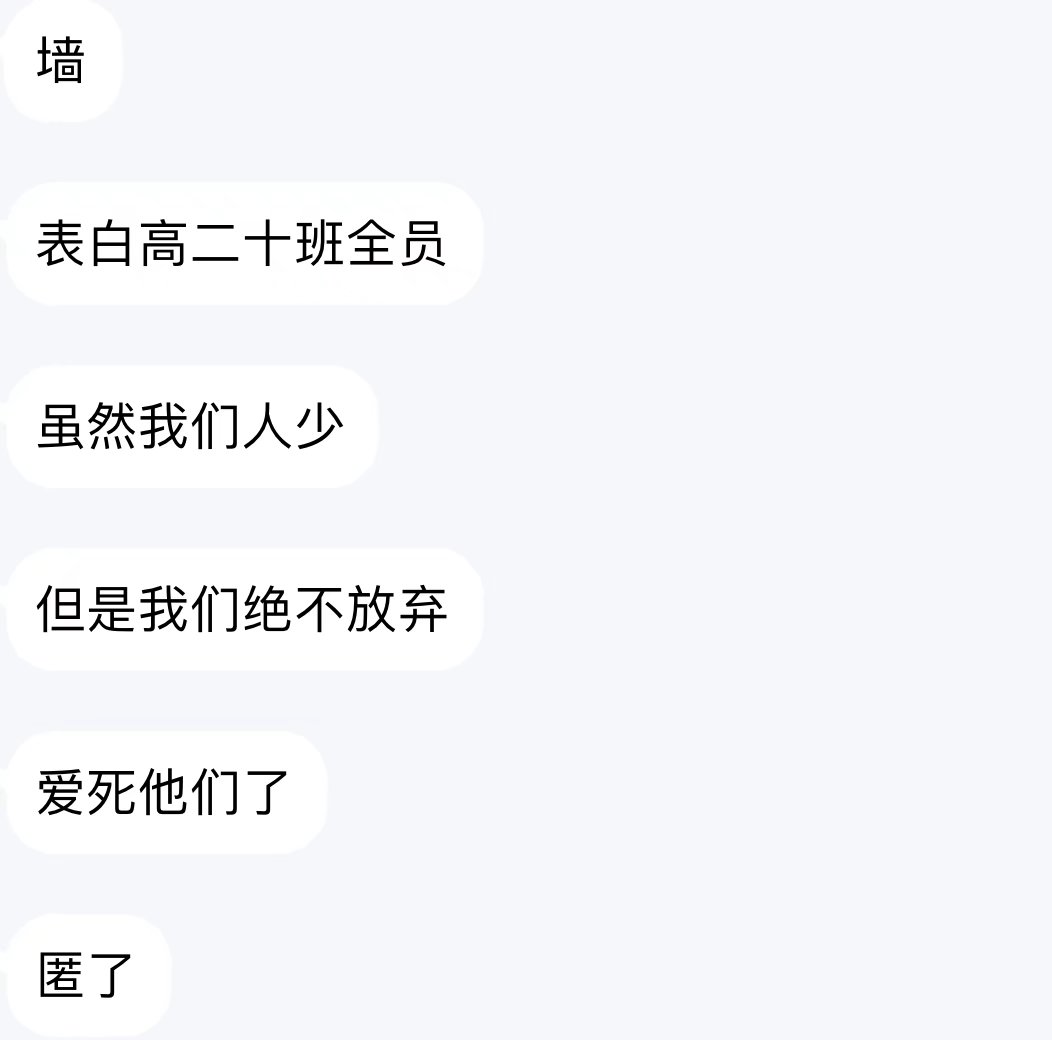 墙
表白高二十班全员
虽然我们人少
但是我们绝不放弃
爱死他们了
匿了